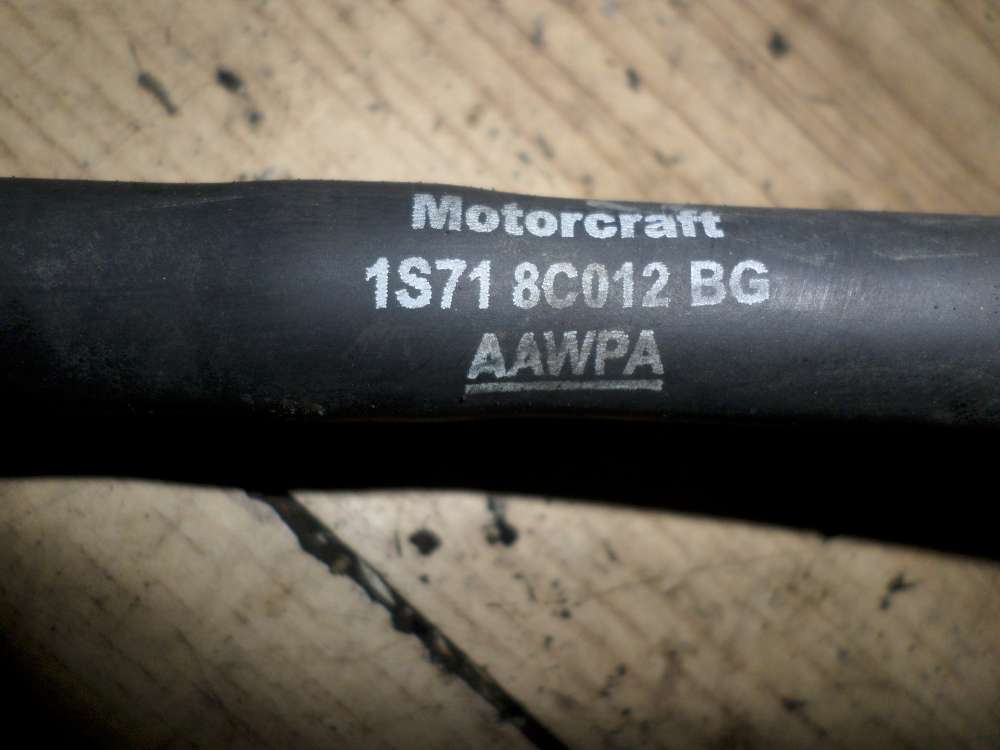 Motorcraft
1S71 8C012 BG
AAWPA